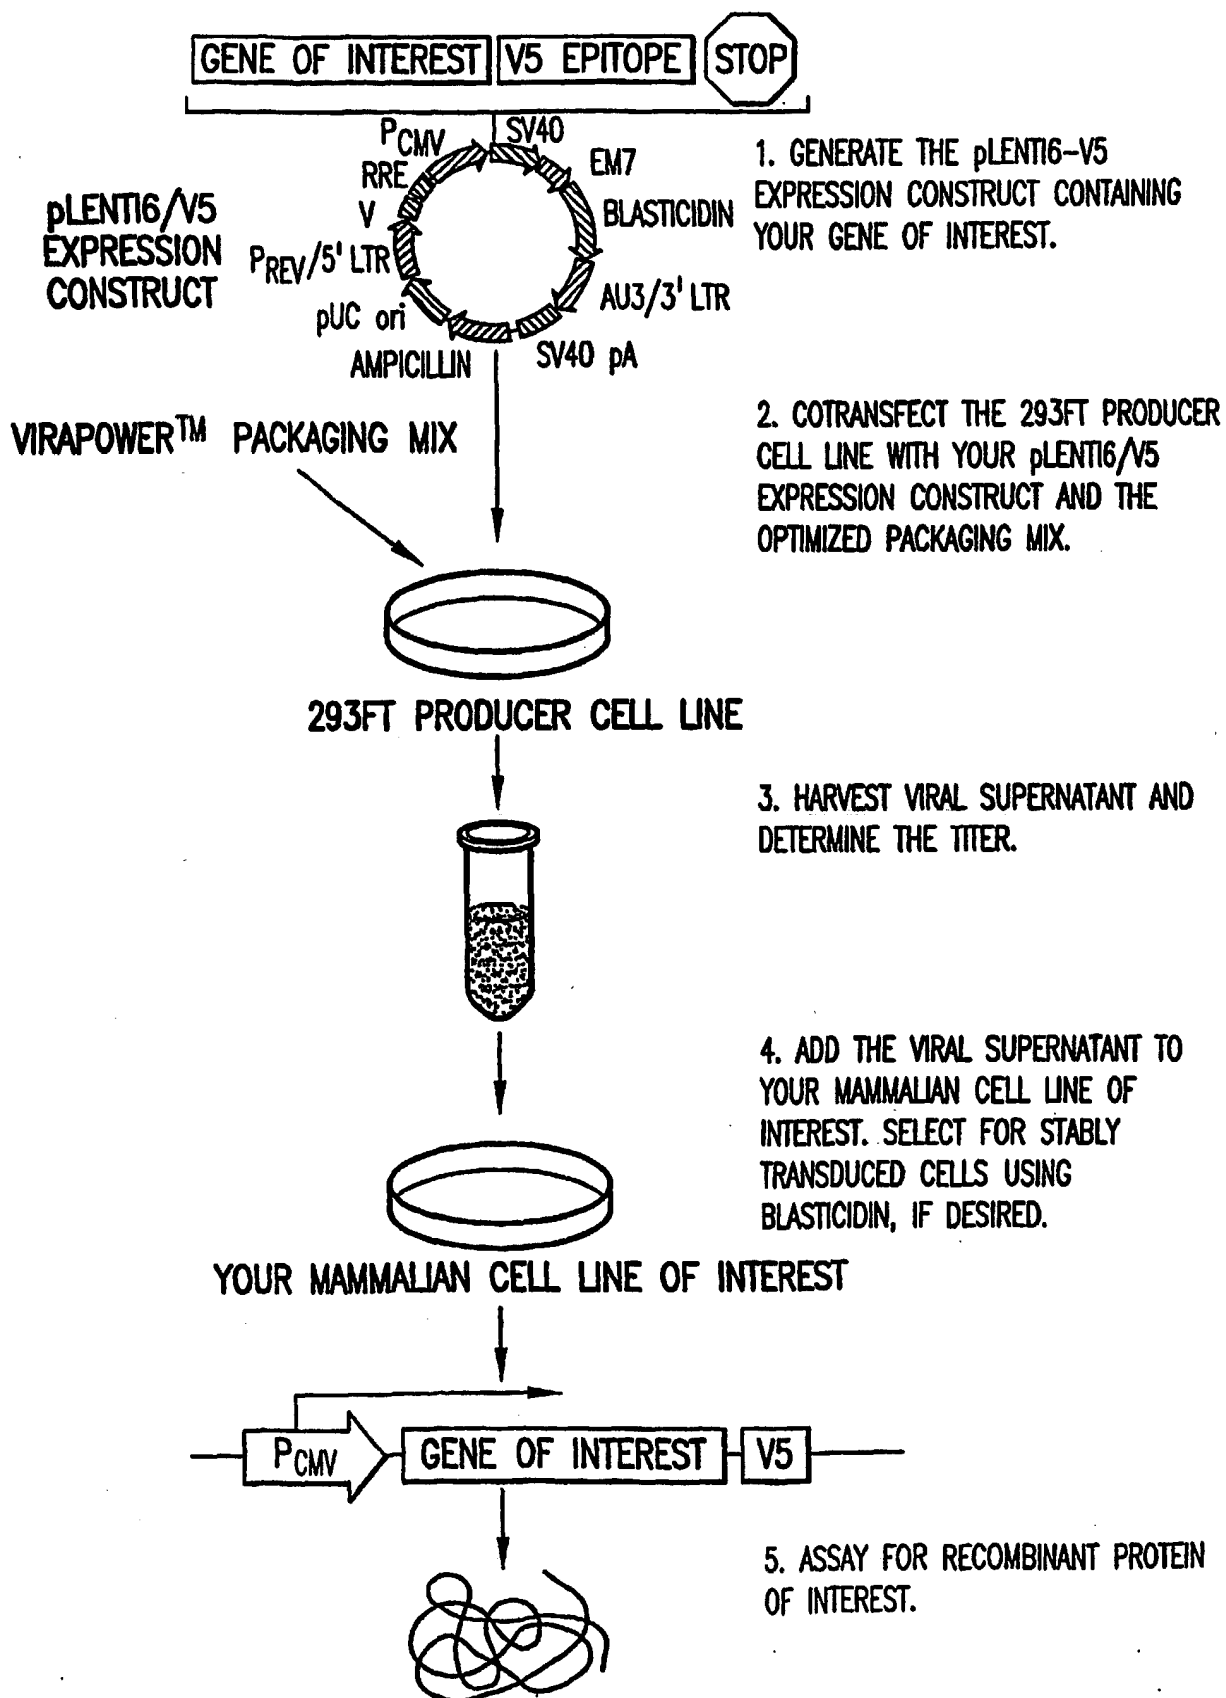 GENE OF INTEREST V5 EPITOPE STOP
PCMV
SV40
RRE
EM7
V
BLASTICIDIN
PREV/5' LTR
AU3/3' LTR
pUC ori
SV40 pA
AMPICILLIN
pLENTI6/V5
EXPRESSION
CONSTRUCT
1. GENERATE THE pLENTI6-V5
EXPRESSION CONSTRUCT CONTAINING
YOUR GENE OF INTEREST.
VIRAPOWER™ PACKAGING MIX
2. COTRANSFECT THE 293FT PRODUCER
CELL LINE WITH YOUR pLENTI6/V5
EXPRESSION CONSTRUCT AND THE
OPTIMIZED PACKAGING MIX.
293FT PRODUCER CELL LINE
3. HARVEST VIRAL SUPERNATANT AND
DETERMINE THE TITER.
4. ADD THE VIRAL SUPERNATANT TO
YOUR MAMMALIAN CELL LINE OF
INTEREST. SELECT FOR STABLY
TRANSDUCED CELLS USING
BLASTICIDIN, IF DESIRED.
YOUR MAMMALIAN CELL LINE OF INTEREST
PCMV GENE OF INTEREST V5
5. ASSAY FOR RECOMBINANT PROTEIN
OF INTEREST.